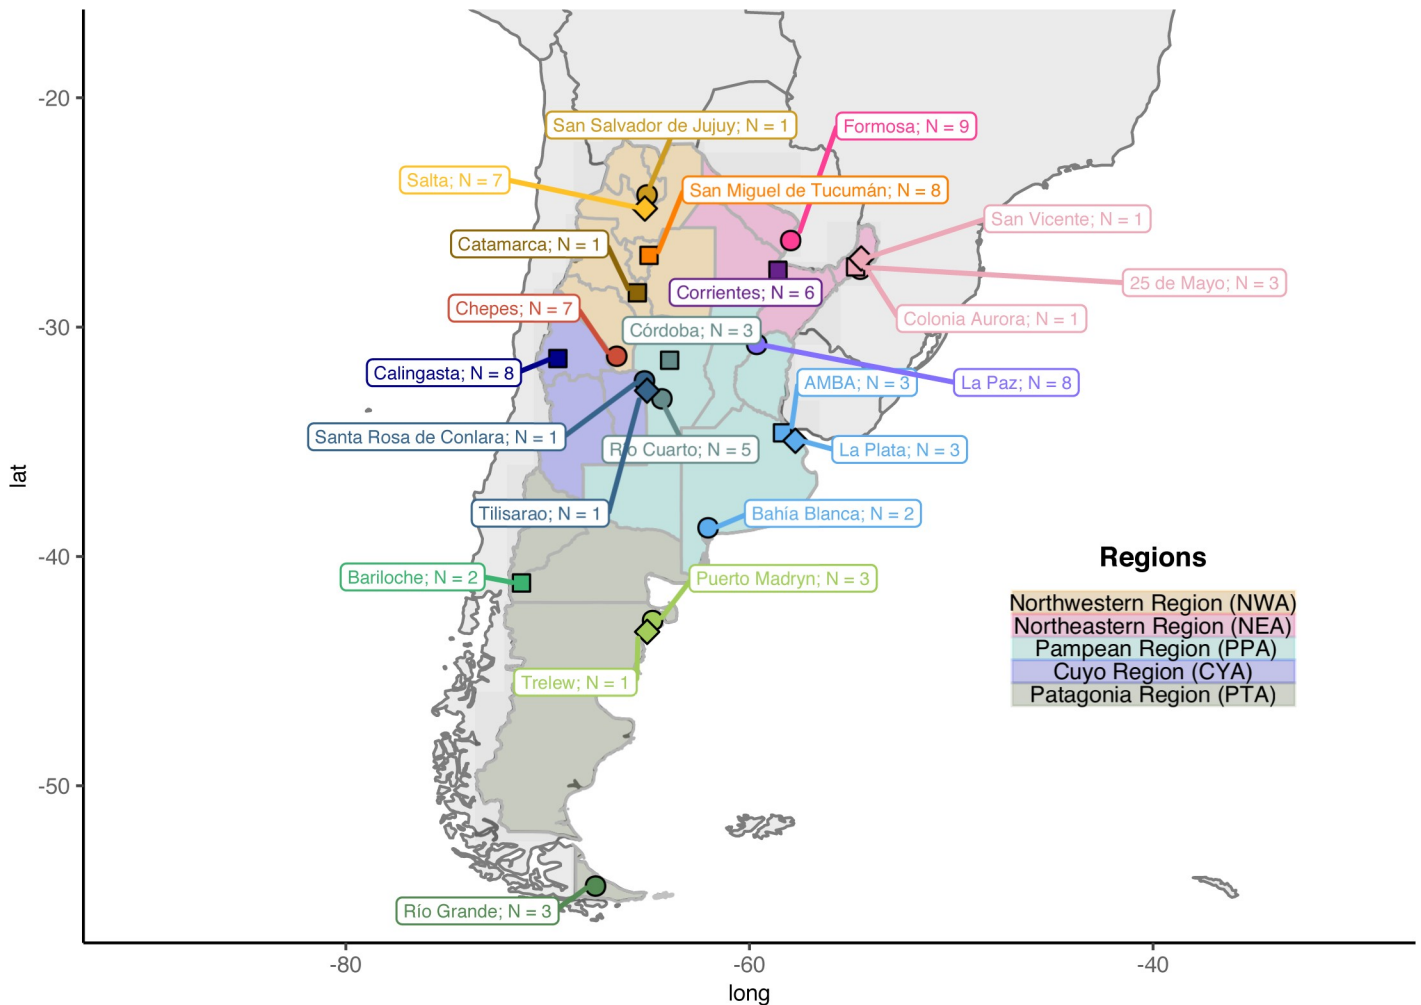 -20
San Salvador de Jujuy; N = 1
Formosa; N = 9
Salta; N = 7
San Miguel de Tucumán; N = 8
San Vicente; N = 1
Catamarca; N = 1
25 de Mayo; N = 3
Corrientes; N = 6
Chepes; N = 7
Colonia Aurora; N = 1
-30
Córdoba; N = 3
Calingasta; N = 8
AMBA; N = 3
La Paz; N = 8
Santa Rosa de Conlara; N = 1
Río Cuarto; N = 5
La Plata; N = 3
lat
Tilisarao; N = 1
Bahía Blanca; N = 2
-40
Regions
Bariloche; N = 2
Puerto Madryn; N = 3
Northwestern Region (NWA)
Northeastern Region (NEA)
Pampean Region (PPA)
Cuyo Region (CYA)
Patagonia Region (PTA)
Trelew; N = 1
-50
Río Grande; N = 3
-80
-60
-40
long